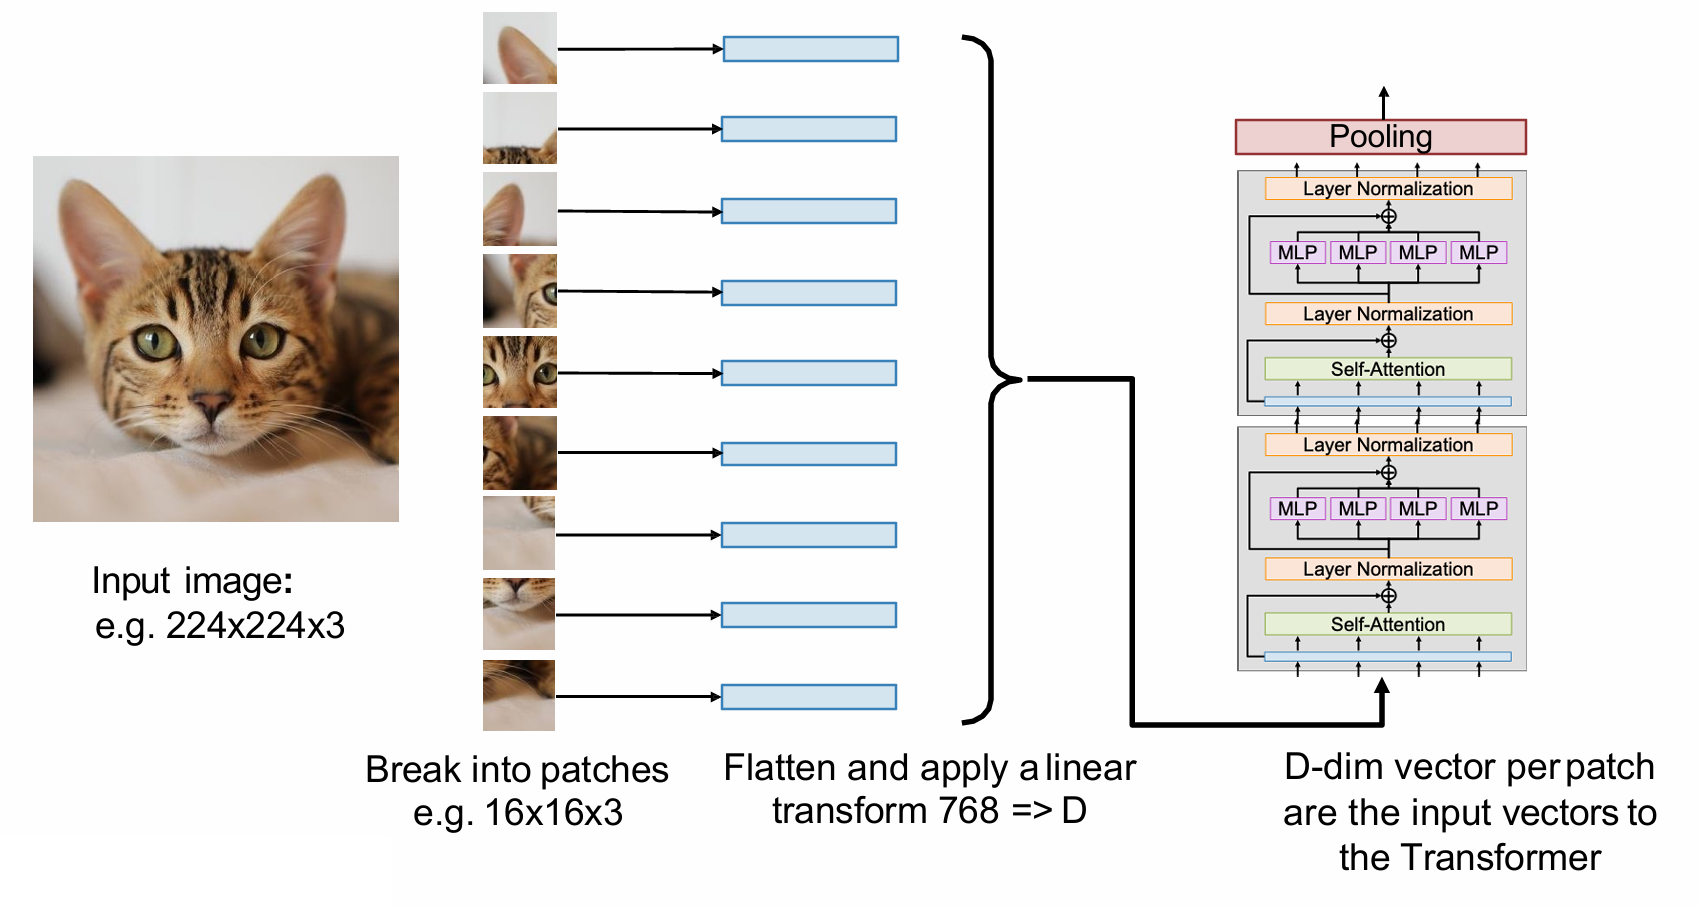 Input image:
e.g. 224x224x3
Break into patches
e.g. 16x16x3
Flatten and apply a linear
transform 768 => D
Pooling
Layer Normalization
MLP MLP MLP MLP
Layer Normalization
Self-Attention
Layer Normalization
MLP MLP MLP MLP
Layer Normalization
Self-Attention
D-dim vector per patch
are the input vectors to
the Transformer